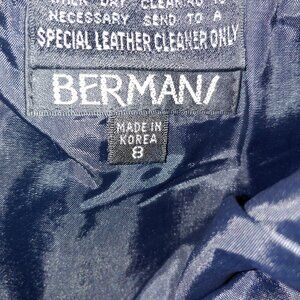 NECESSARY SEND TO A
SPECIAL LEATHER CLEANER ONLY
BERMANS
MADE IN
KOREA
8